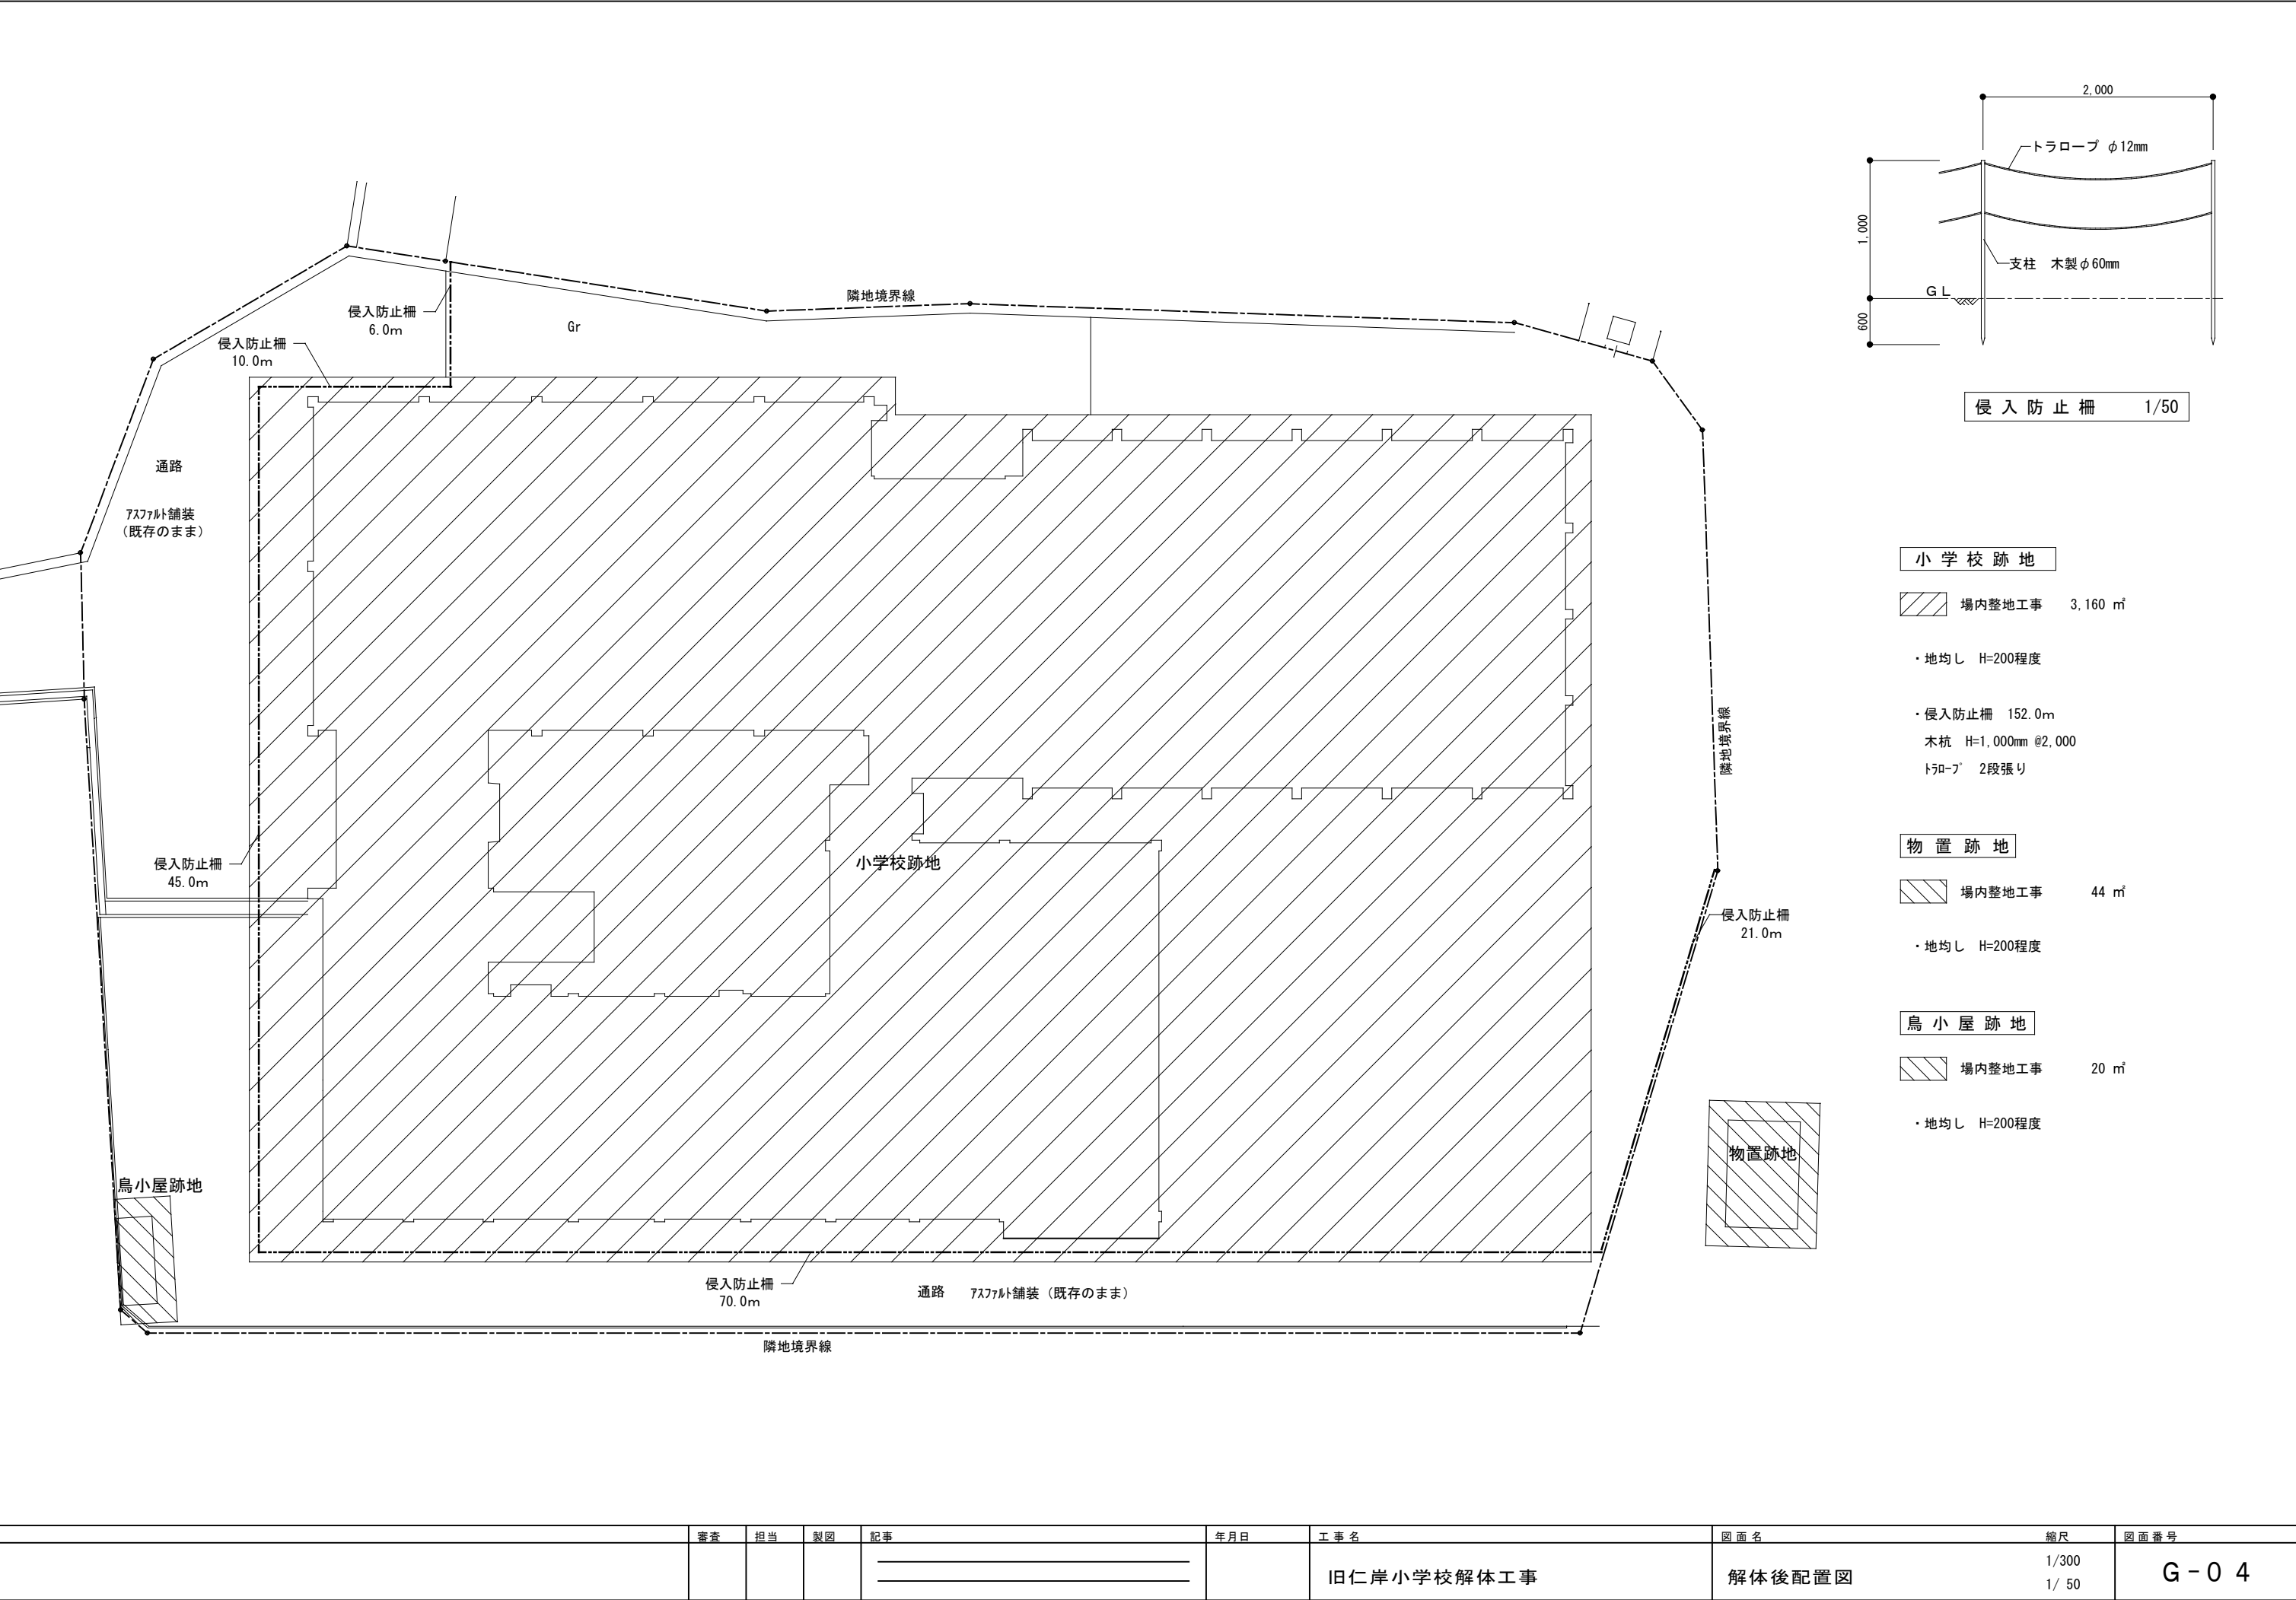 2,000
トラロープ φ12mm
1,000
支柱　木製φ60mm
ＧＬ
600
侵入防止柵　1/50
隣地境界線
侵入防止柵
6.0m
Gr
侵入防止柵
10.0m
通路
ｱｽﾌｧﾙﾄ舗装
（既存のまま）
小学校跡地
場内整地工事　3,160 ㎡
・地均し　H=200程度
・侵入防止柵　152.0m
木杭　H=1,000mm @2,000
ﾄﾗﾛｰﾌﾟ　2段張り
隣地境界線
物置跡地
場内整地工事　44 ㎡
・地均し　H=200程度
侵入防止柵
45.0m
小学校跡地
侵入防止柵
21.0m
鳥小屋跡地
場内整地工事　20 ㎡
・地均し　H=200程度
物置跡地
鳥小屋跡地
侵入防止柵
70.0m
通路　ｱｽﾌｧﾙﾄ舗装（既存のまま）
隣地境界線
審査　担当　製図　記事　年月日　工事名　図面名　縮尺　図面番号
旧仁岸小学校解体工事
解体後配置図
1/300
1/ 50
Ｇ－０４